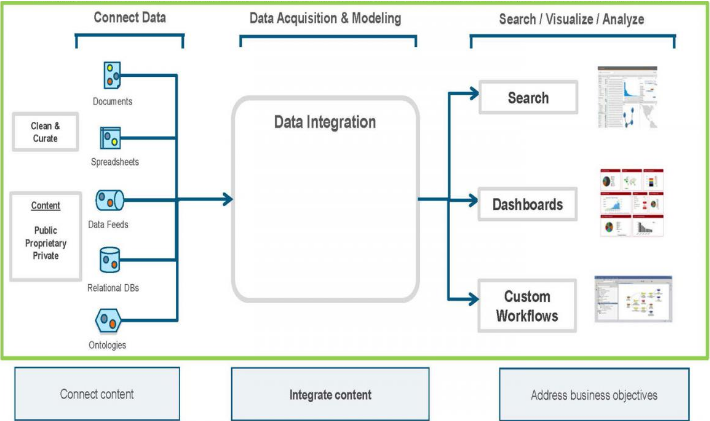 Connect Data
Data Acquisition & Modeling
Search / Visualize / Analyze
Documents
Clean &
Curate
Spreadsheets
Content
Public
Proprietary
Private
Data Feeds
Relational DBs
Ontologies
Data Integration
Search
Dashboards
Custom
Workflows
Connect content
Integrate content
Address business objectives